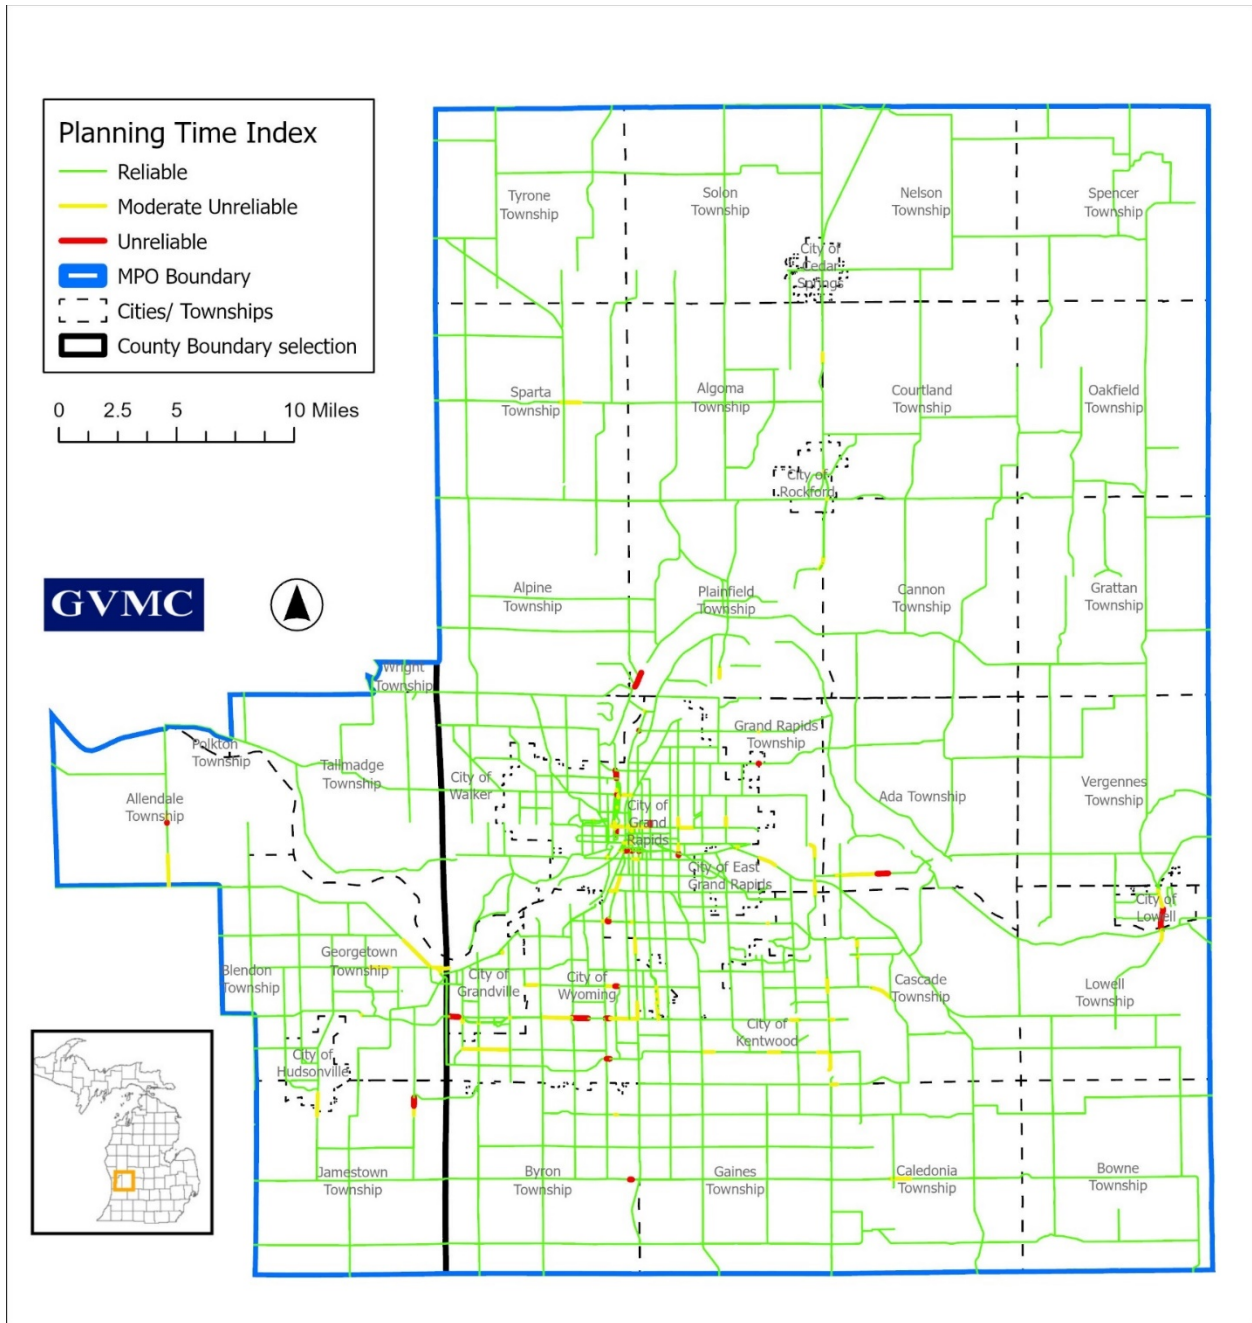 Planning Time Index
Reliable
Moderate Unreliable
Unreliable
MPO Boundary
Cities/ Townships
County Boundary selection
0 2.5 5 10 Miles
GVMC
Tyrone
Township
Solon
Township
Nelson
Township
Spencer
Township
City of
Cedar
Springs
Sparta
Township
Algoma
Township
Courtland
Township
Oakfield
Township
City of
Rockford
Alpine
Township
Plainfield
Township
Cannon
Township
Grattan
Township
Wright
Township
Polkton
Township
Tallmadge
Township
City of
Walker
Grand Rapids
Township
Allendale
Township
City of
Grand
Rapids
Ada Township
Vergennes
Township
City of East
Grand Rapids
City of
Lowell
Georgetown
Township
Blendon
Township
City of
Grandville
City of
Wyoming
Cascade
Township
Lowell
Township
City of
Kentwood
City of
Hudsonville
Jamestown
Township
Byron
Township
Gaines
Township
Caledonia
Township
Bowne
Township